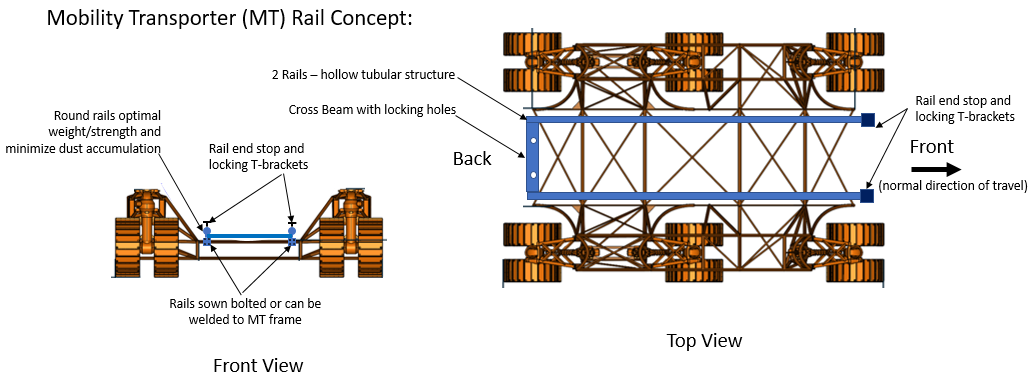 Mobility Transporter (MT) Rail Concept:
2 Rails – hollow tubular structure
Cross Beam with locking holes
Round rails optimal
weight/strength and
minimize dust accumulation
Rail end stop and
locking T-brackets
Back
Rail end stop and
locking T-brackets
Front
(normal direction of travel)
Rails sown bolted or can be
welded to MT frame
Front View
Top View